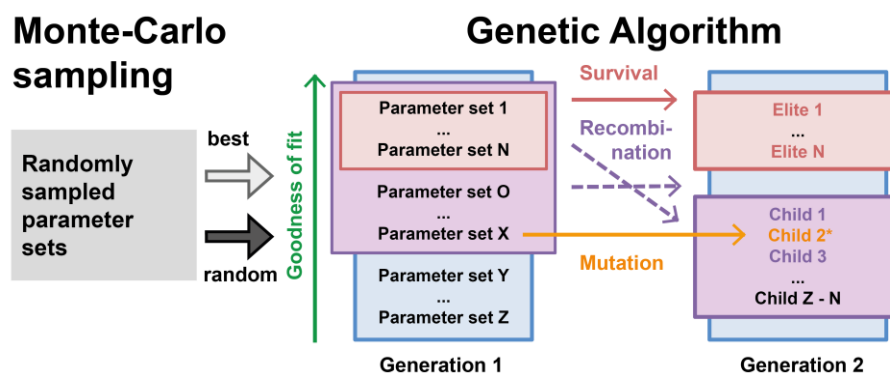 Monte-Carlo
sampling
Genetic Algorithm
Randomly
sampled
parameter
sets
best
random
Goodness of fit
Parameter set 1
...
Parameter set N
Parameter set O
...
Parameter set X
Parameter set Y
...
Parameter set Z
Generation 1
Survival
Recombi-
nation
Mutation
Elite 1
...
Elite N
Child 1
Child 2*
Child 3
...
Child Z - N
Generation 2